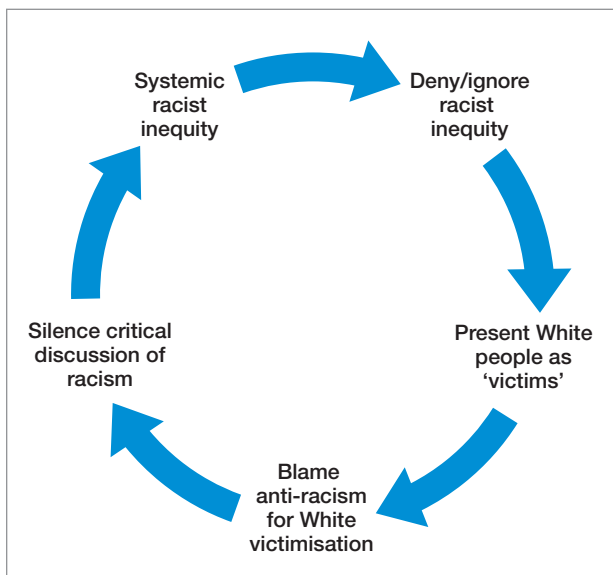 Systemic
racist
inequity
Deny/ignore
racist
inequity
Present White
people as
‘victims’
Blame
anti-racism
for White
victimisation
Silence critical
discussion of
racism